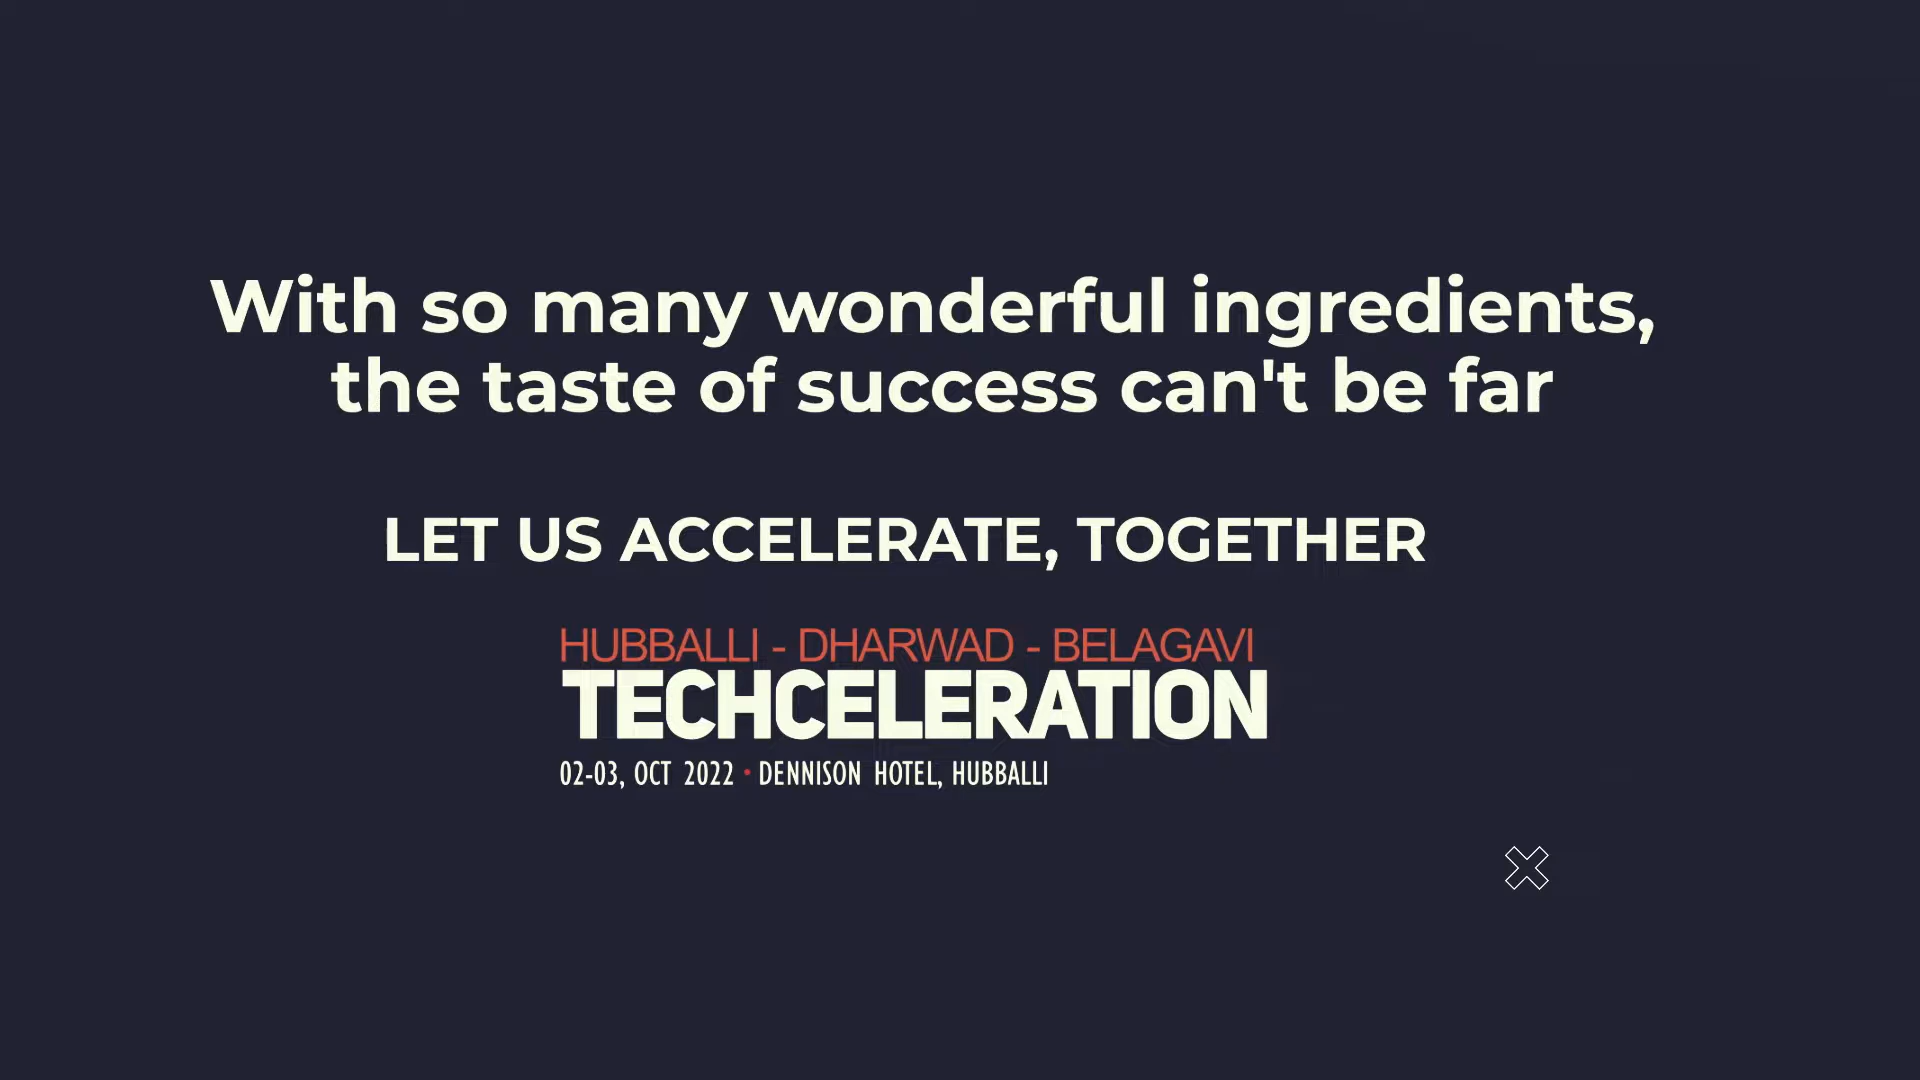 With so many wonderful ingredients,
the taste of success can't be far
LET US ACCELERATE, TOGETHER
HUBBALLI - DHARWAD - BELAGAVI
TECHCELERATION
02-03, OCT 2022 • DENNISON HOTEL, HUBBALLI